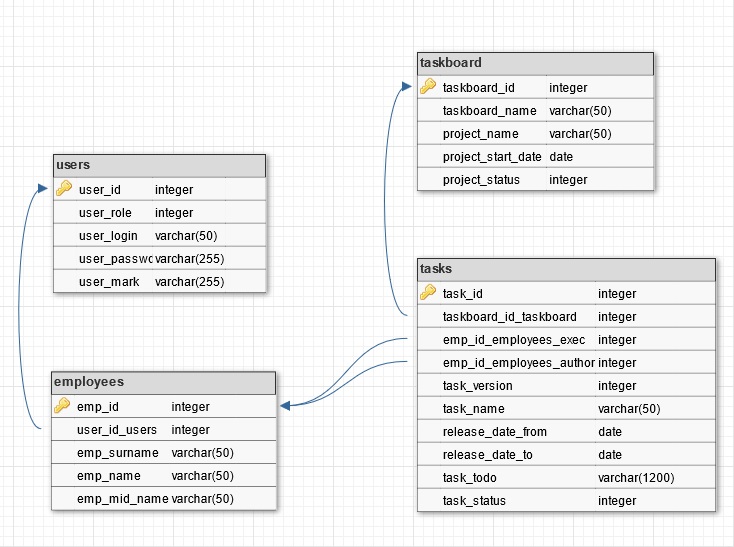 taskboard
taskboard_id integer
taskboard_name varchar(50)
project_name varchar(50)
project_start_date date
project_status integer
users
user_id integer
user_role integer
user_login varchar(50)
user_passwc varchar(255)
user_mark varchar(255)
tasks
task_id integer
taskboard_id_taskboard integer
emp_id_employees_exec integer
emp_id_employees_author integer
task_version integer
task_name varchar(50)
release_date_from date
release_date_to date
task_todo varchar(1200)
task_status integer
employees
emp_id integer
user_id_users integer
emp_surname varchar(50)
emp_name varchar(50)
emp_mid_name varchar(50)